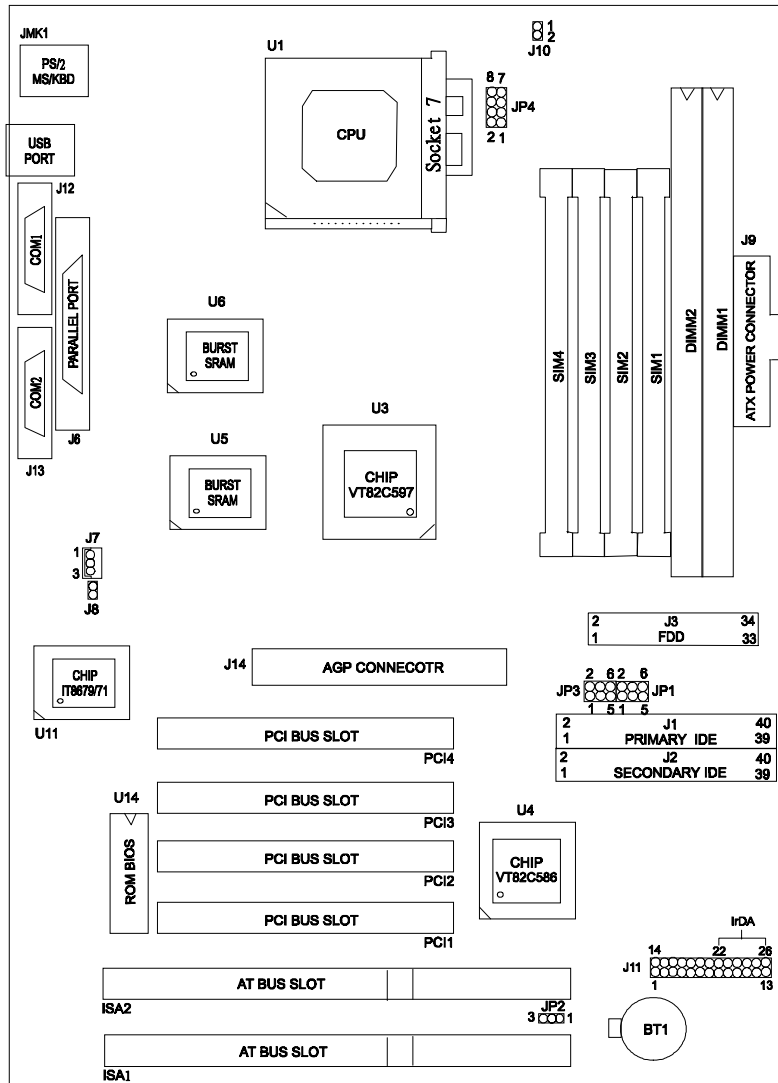 JMK1
PS/2
MS/KBD
USB
PORT
J12
COM1
PARALLEL PORT
COM2
J6
J13
U1
CPU
Socket 7
1
2
J10
8 7
JP4
2 1
U6
BURST
SRAM
U5
BURST
SRAM
U3
CHIP
VT82C597
SIM4
SIM3
SIM2
SIM1
DIMM2
DIMM1
J9
ATX POWER CONNECTOR
J7
1
3
J8
CHIP
IT8679/71
U11
J14
AGP CONNECOTR
2 J3 34
1 FDD 33
2 6 2 6
JP3 JP1
1 5 1 5
2 J1 40
1 PRIMARY IDE 39
2 J2 40
1 SECONDARY IDE 39
PCI BUS SLOT
PCI4
PCI BUS SLOT
PCI3
PCI BUS SLOT
PCI2
PCI BUS SLOT
PCI1
U14
ROM BIOS
U4
CHIP
VT82C586
IrDA
14 22 26
J11
1 13
AT BUS SLOT
ISA2
JP2
3 1
BT1
AT BUS SLOT
ISA1